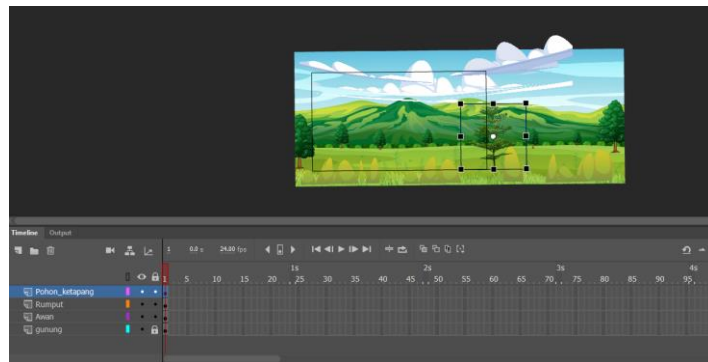 Timeline Output
1 0.0 s 24.00 fps
1s 2s 3s 4s
1 5 10 15 20 25 30 35 40 45 50 55 60 65 70 75 80 85 90 95
Pohon_ketapang
Rumput
Awan
gunung